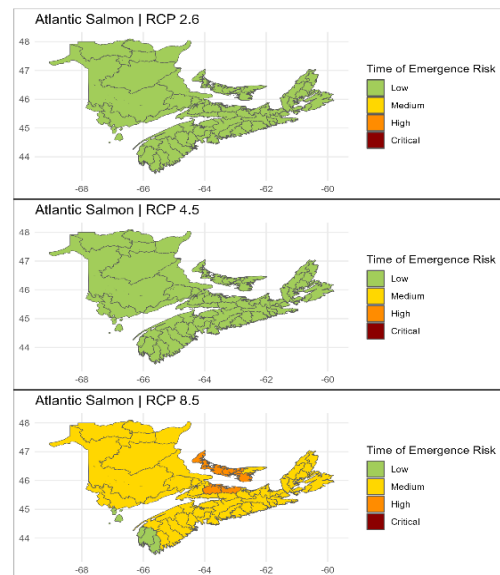 Atlantic Salmon | RCP 2.6
48
47
46
45
44
-68
-66
-64
-62
-60
Time of Emergence Risk
Low
Medium
High
Critical
Atlantic Salmon | RCP 4.5
48
47
46
45
44
-68
-66
-64
-62
-60
Time of Emergence Risk
Low
Medium
High
Critical
Atlantic Salmon | RCP 8.5
48
47
46
45
44
-68
-66
-64
-62
-60
Time of Emergence Risk
Low
Medium
High
Critical